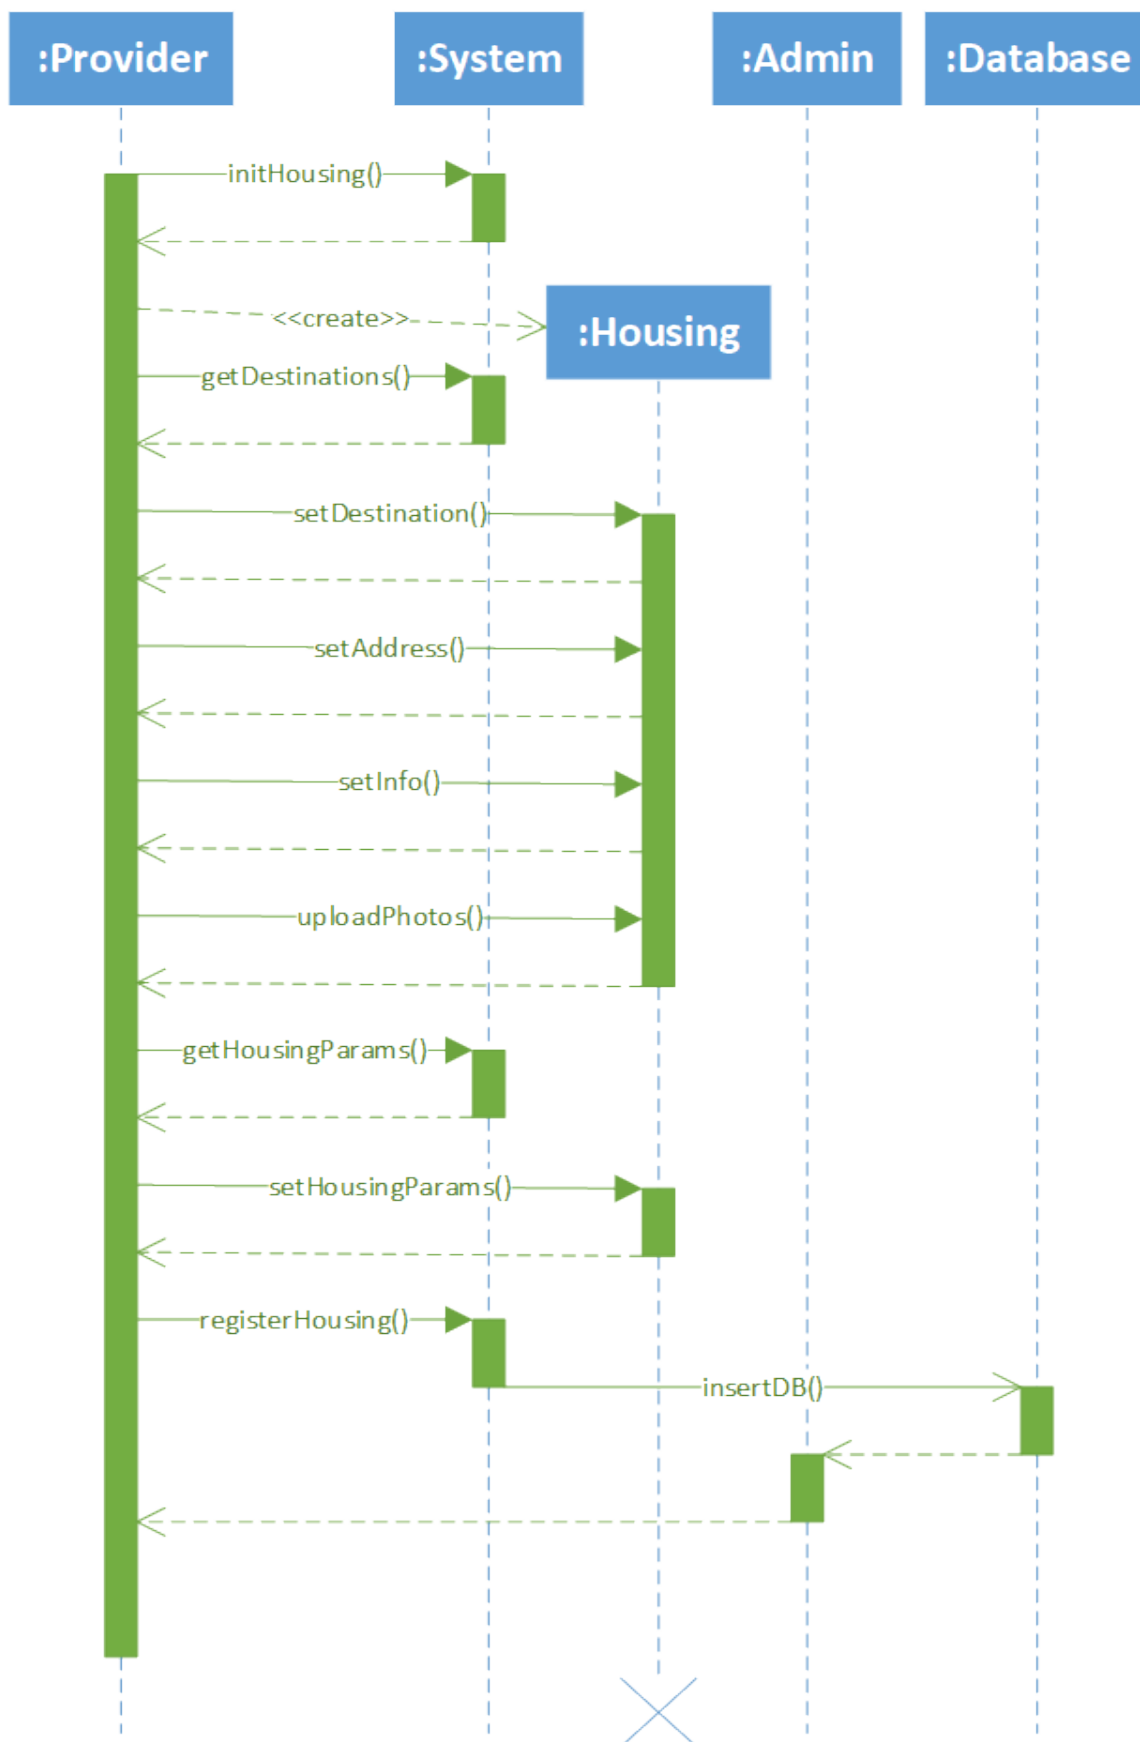 :Provider
:System
:Admin
:Database
initHousing()
<<create>>
:Housing
getDestinations()
setDestination()
setAddress()
setInfo()
uploadPhotos()
getHousingParams()
setHousingParams()
registerHousing()
insertDB()